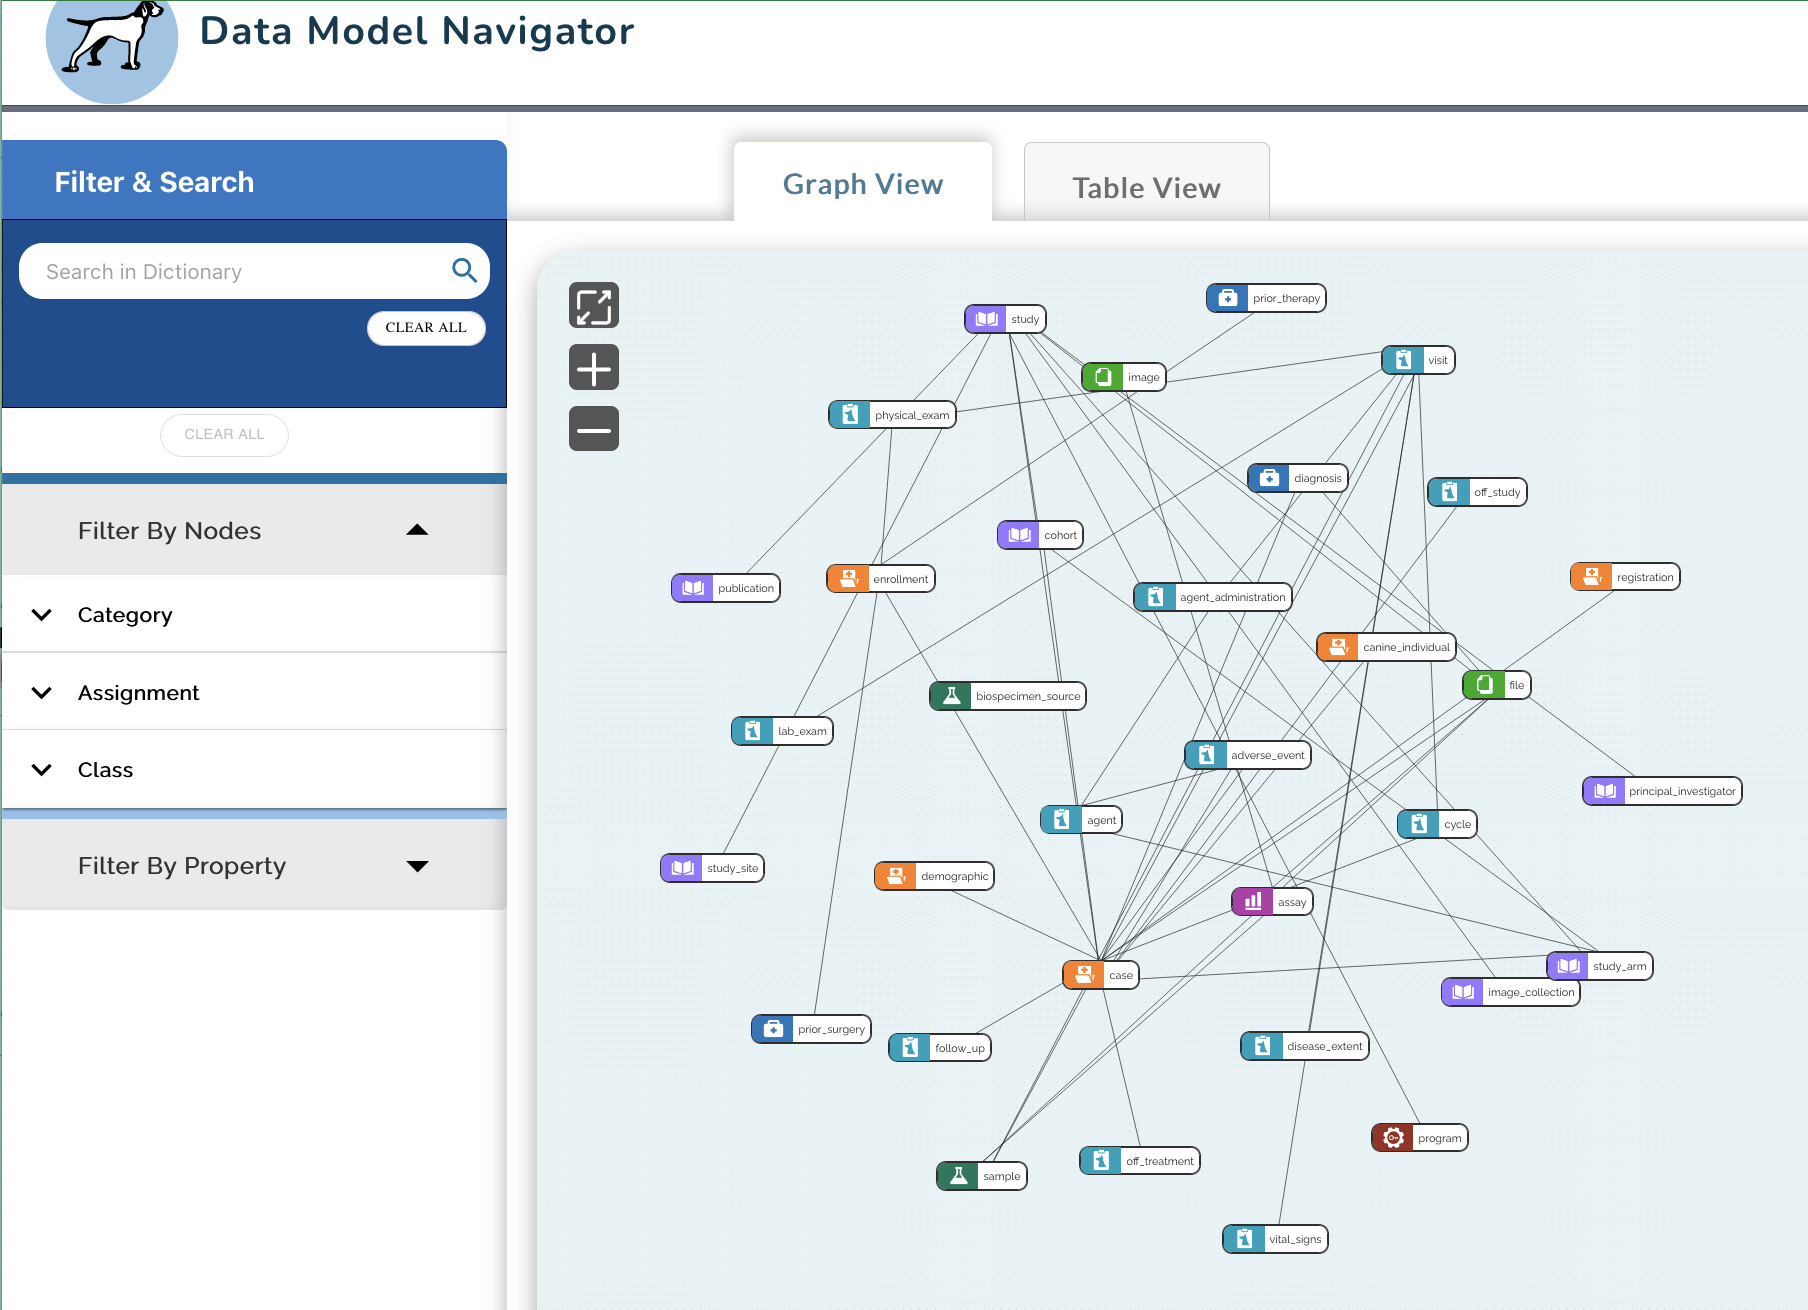 Data Model Navigator
Filter & Search
Search in Dictionary
CLEAR ALL
CLEAR ALL
Filter By Nodes
Category
Assignment
Class
Filter By Property
Graph View
Table View
prior_therapy
study
visit
image
physical_exam
diagnosis
off_study
cohort
registration
enrollment
publication
agent_administration
canine_individual
file
biospecimen_source
lab_exam
adverse_event
principal_investigator
agent
cycle
study_site
demographic
assay
study_arm
case
image_collection
prior_surgery
follow_up
disease_extent
program
off_treatment
sample
vital_signs